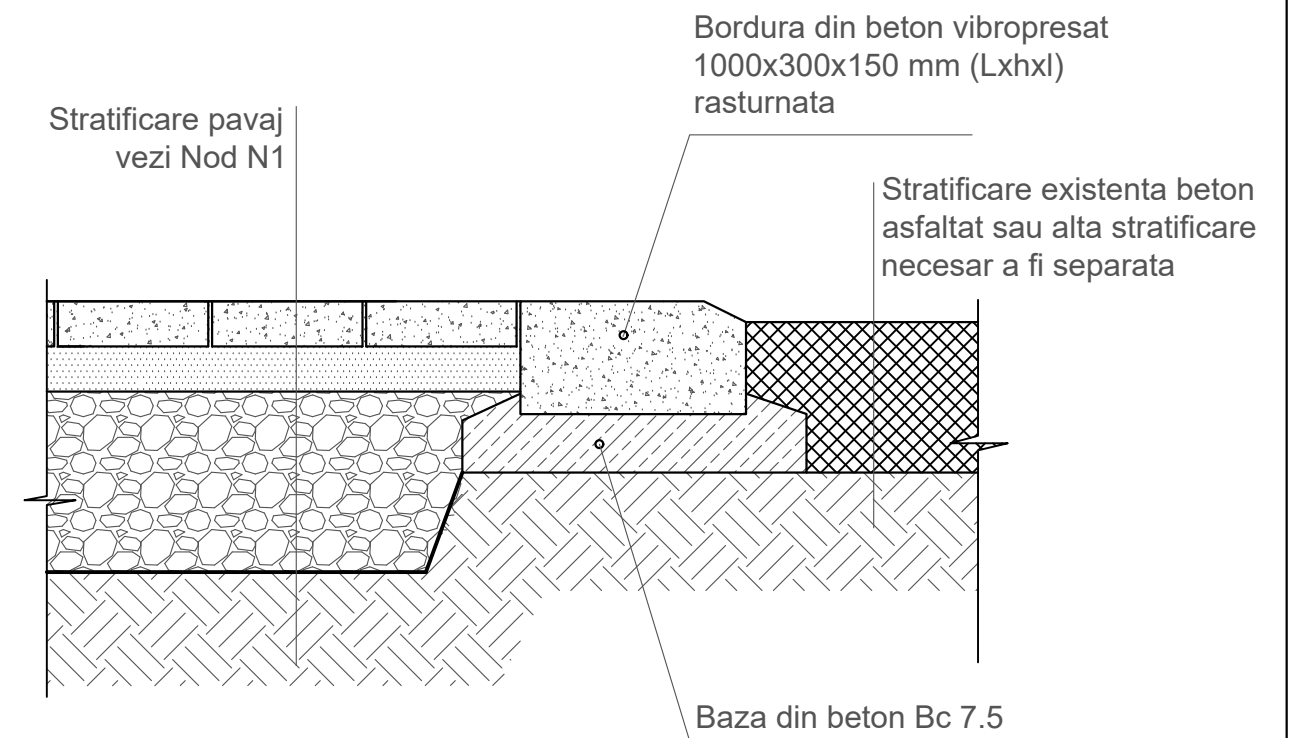 Bordura din beton vibropresat
1000x300x150 mm (Lxhxl)
rasturnata
Stratificare pavaj
vezi Nod N1
Stratificare existenta beton
asfaltat sau alta stratificare
necesar a fi separata
Baza din beton Bc 7.5